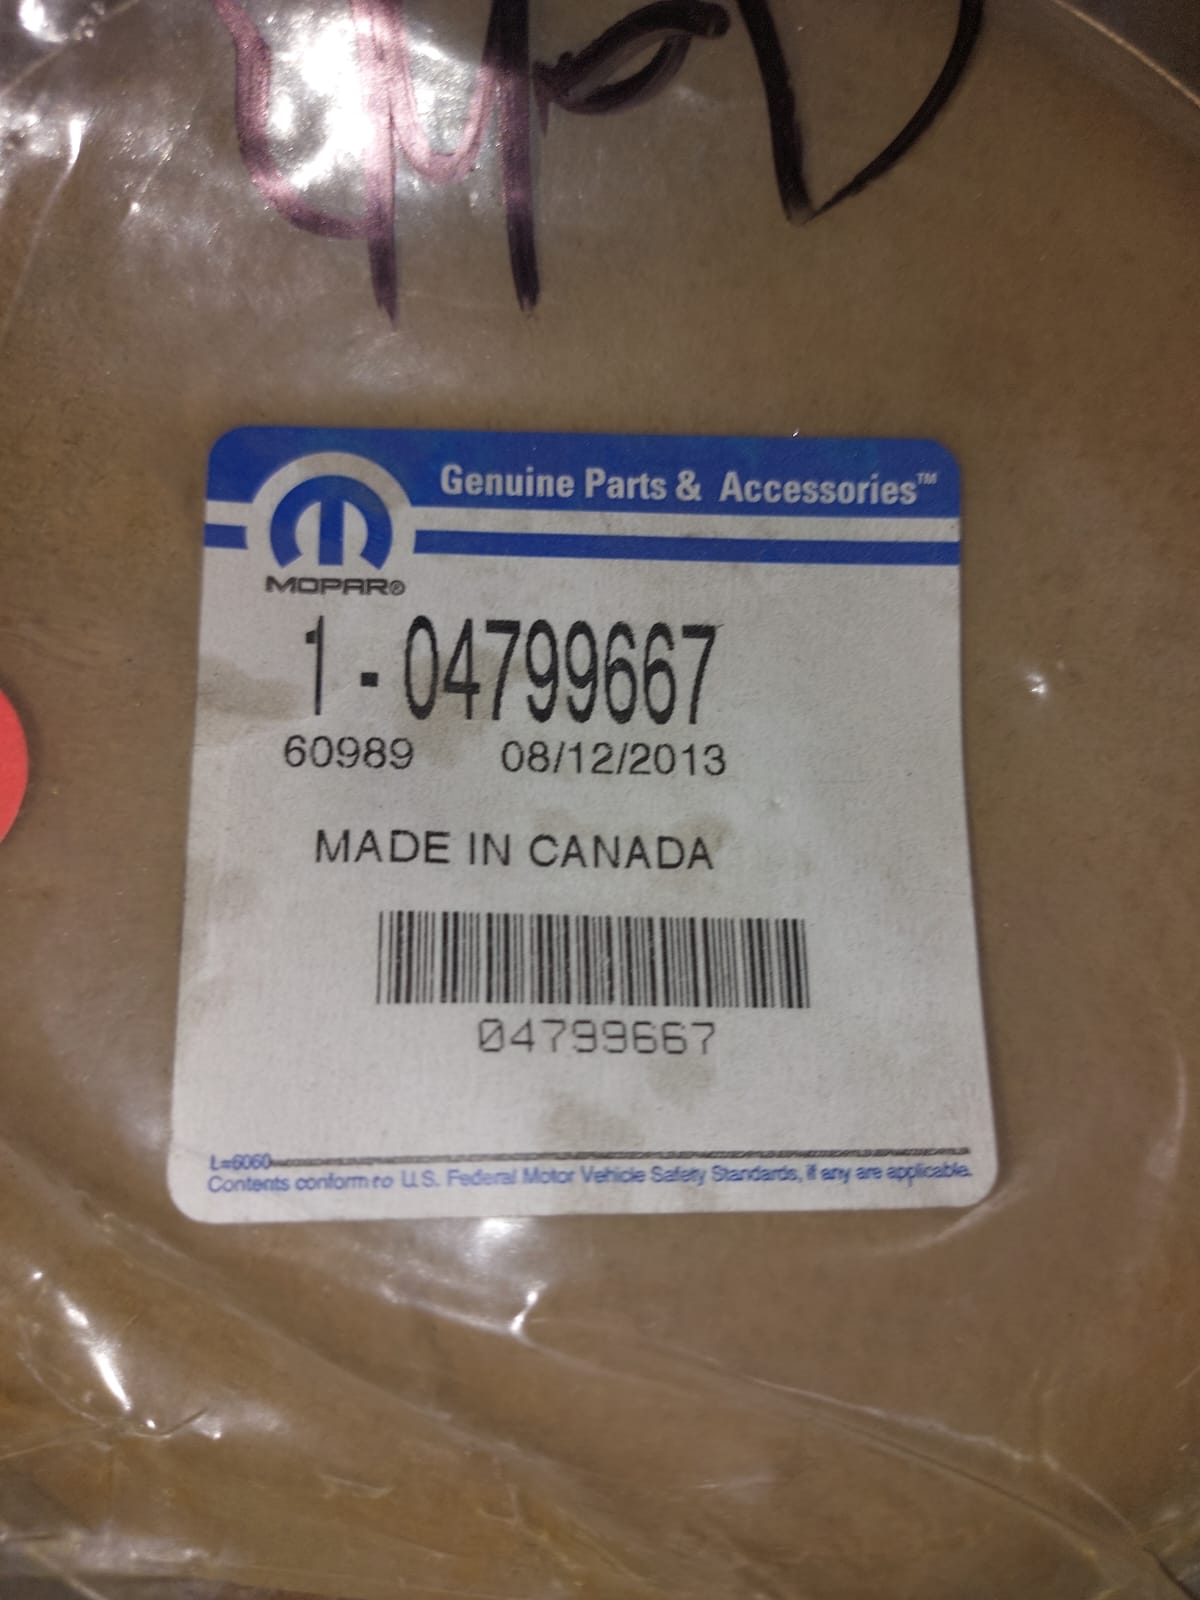 Genuine Parts & Accessories™
MOPAR®
1 - 04799667
60989 08/12/2013
MADE IN CANADA
04799667
L=6060
Contents conform to U.S. Federal Motor Vehicle Safety Standards, if any are applicable.